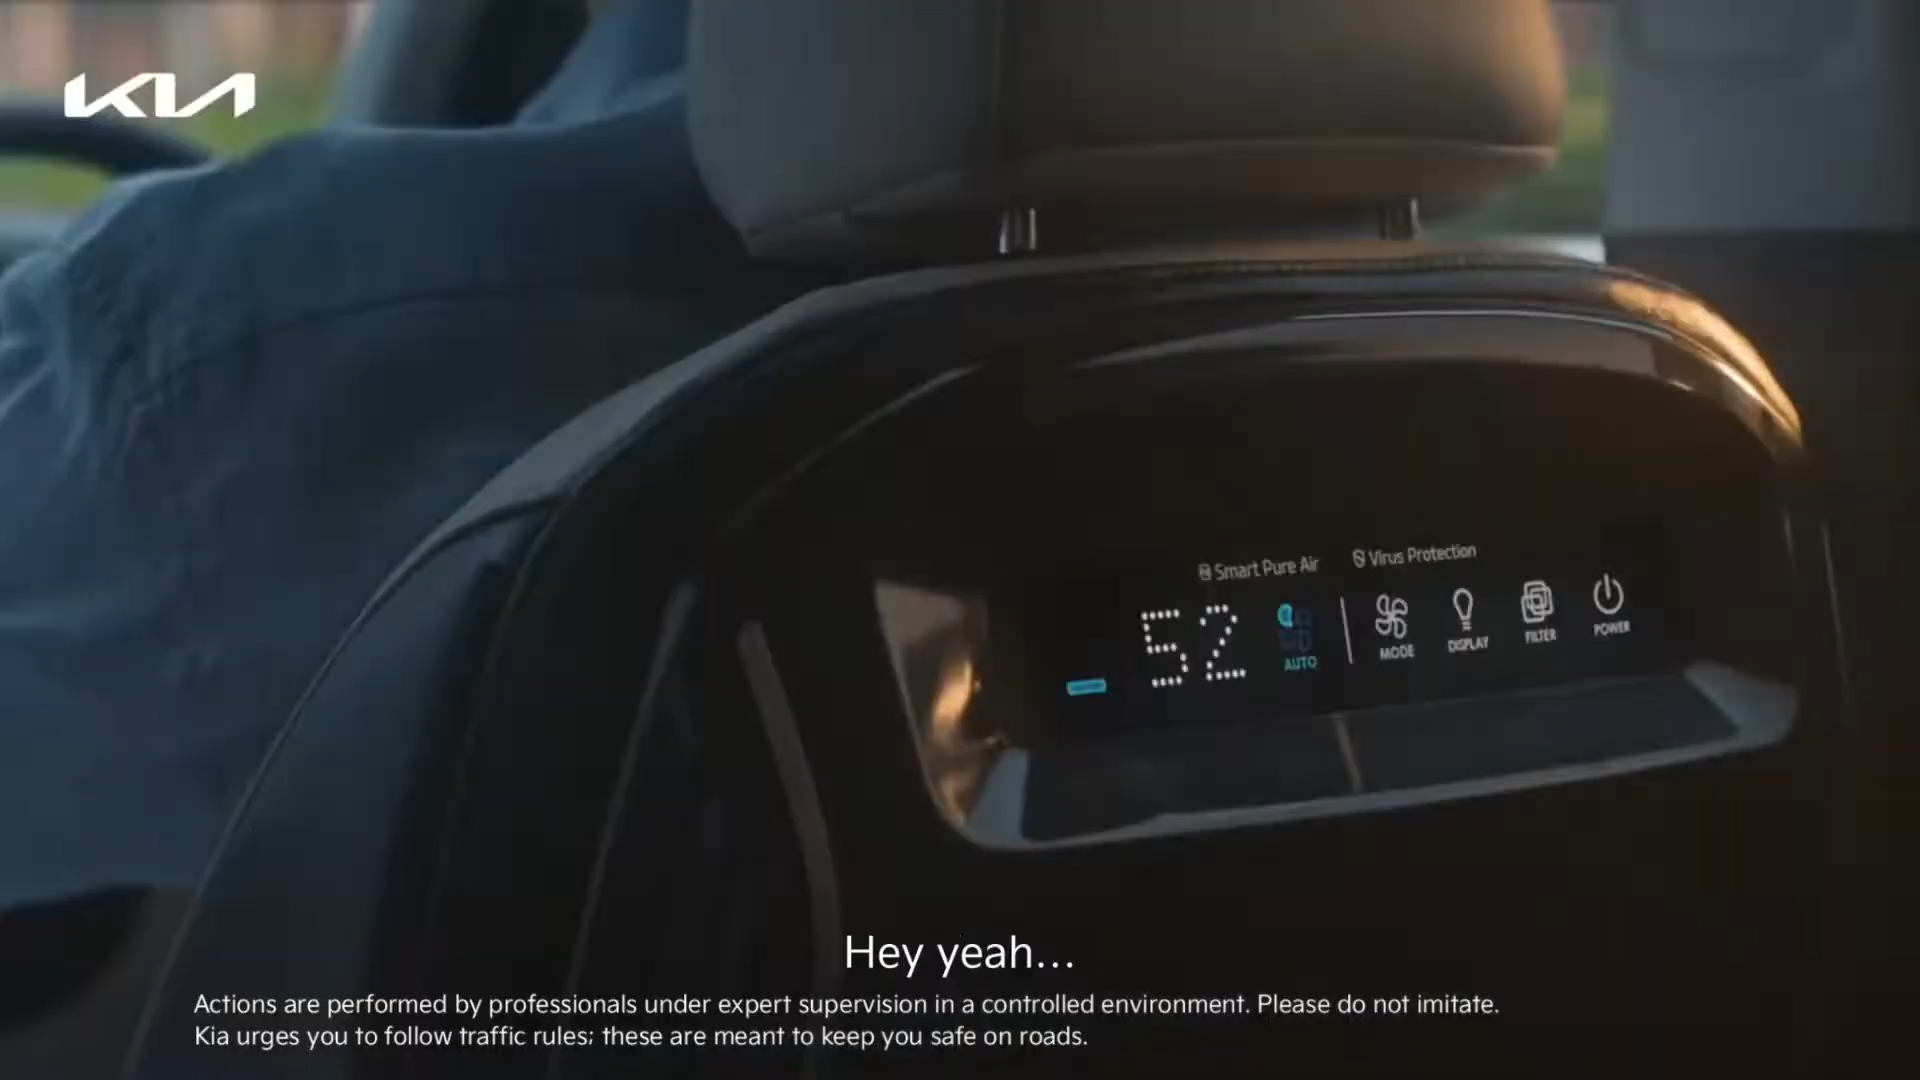 KIA
Smart Pure Air Virus Protection
52
AUTO
MODE
DISPLAY
FILTER
POWER
Hey yeah...
Actions are performed by professionals under expert supervision in a controlled environment. Please do not imitate.
Kia urges you to follow traffic rules; these are meant to keep you safe on roads.